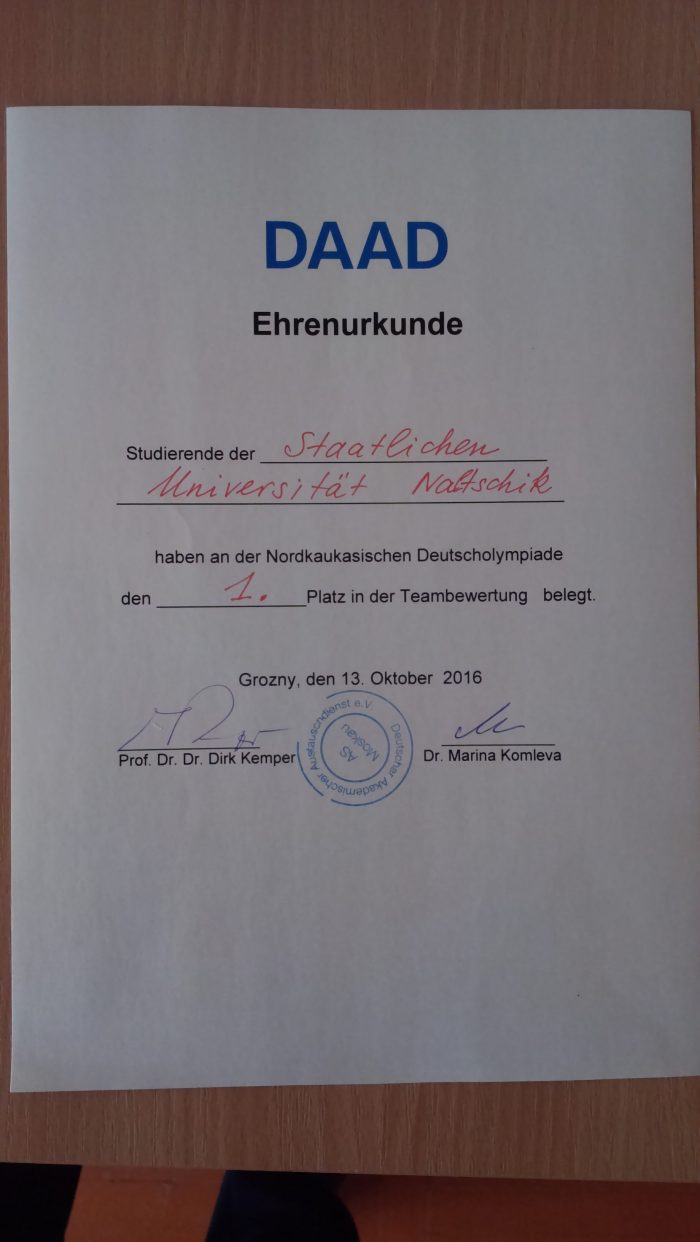 DAAD
Ehrenurkunde
Studierende der Staatlichen
Universität Naltschik
haben an der Nordkaukasischen Deutscholympiade
den 1. Platz in der Teambewertung belegt.
Grozny, den 13. Oktober 2016
Prof. Dr. Dr. Dirk Kemper
Deutscher Akademischer Austauschdienst e.V.
AS
Moskau
Dr. Marina Komleva